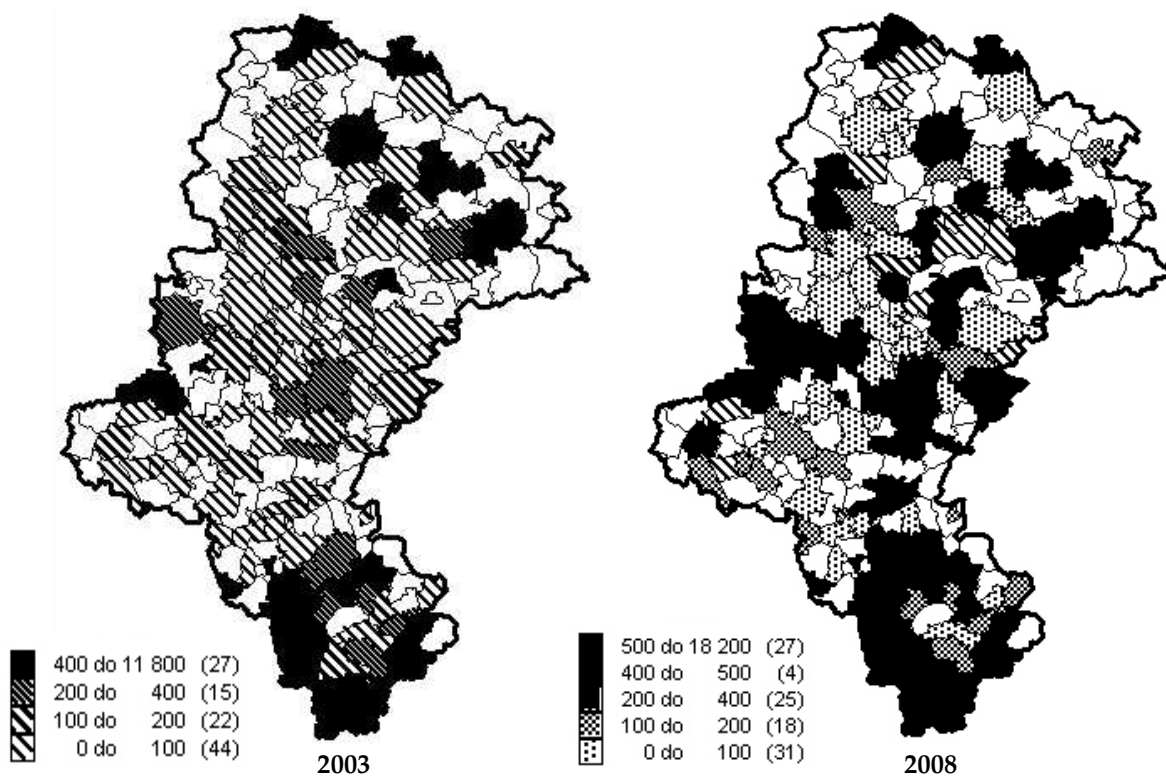 400 do 11 800 (27)
200 do 400 (15)
100 do 200 (22)
0 do 100 (44)
2003
500 do 18 200 (27)
400 do 500 (4)
200 do 400 (25)
100 do 200 (18)
0 do 100 (31)
2008